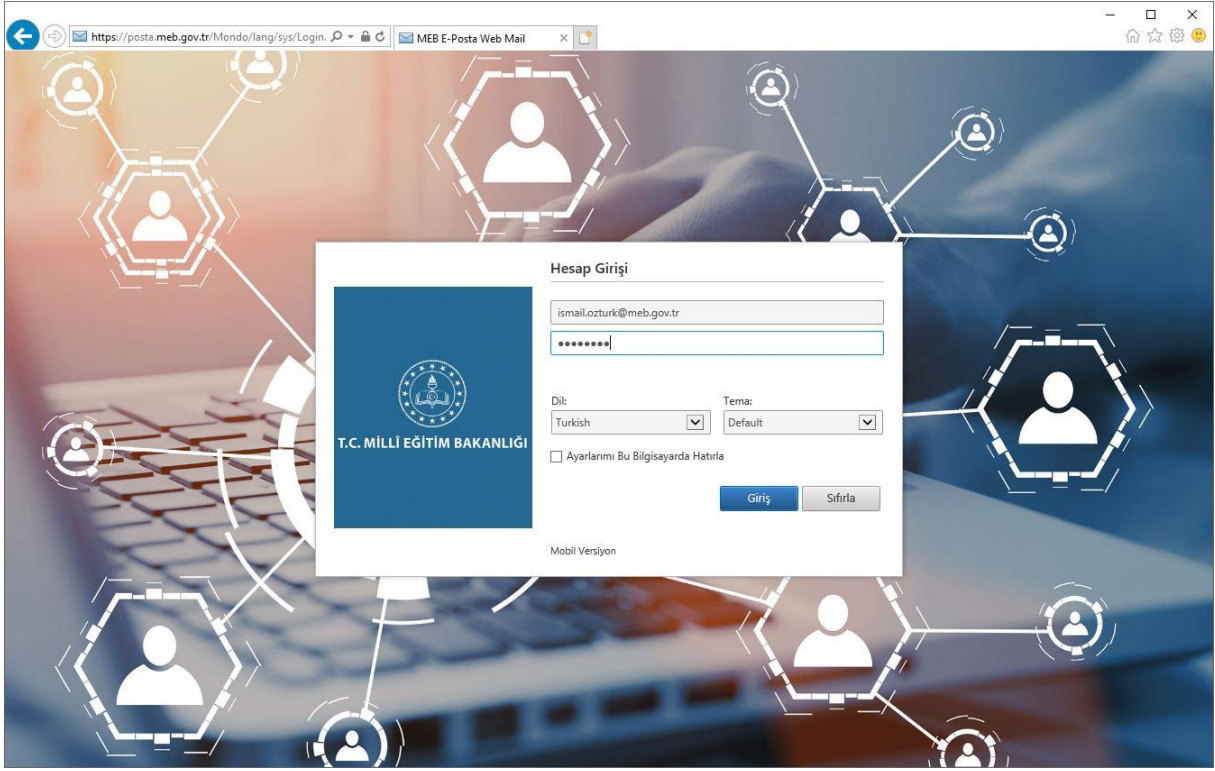 https://posta.meb.gov.tr/Mondo/lang/sys/Login.
MEB E-Posta Web Mail
Hesap Girişi
ismail.ozturk@meb.gov.tr
••••••••
T.C. MİLLÎ EĞİTİM BAKANLIĞI
Dil: Tema:
Turkish Default
Ayarlarımı Bu Bilgisayarda Hatırla
Giriş Sıfırla
Mobil Versiyon